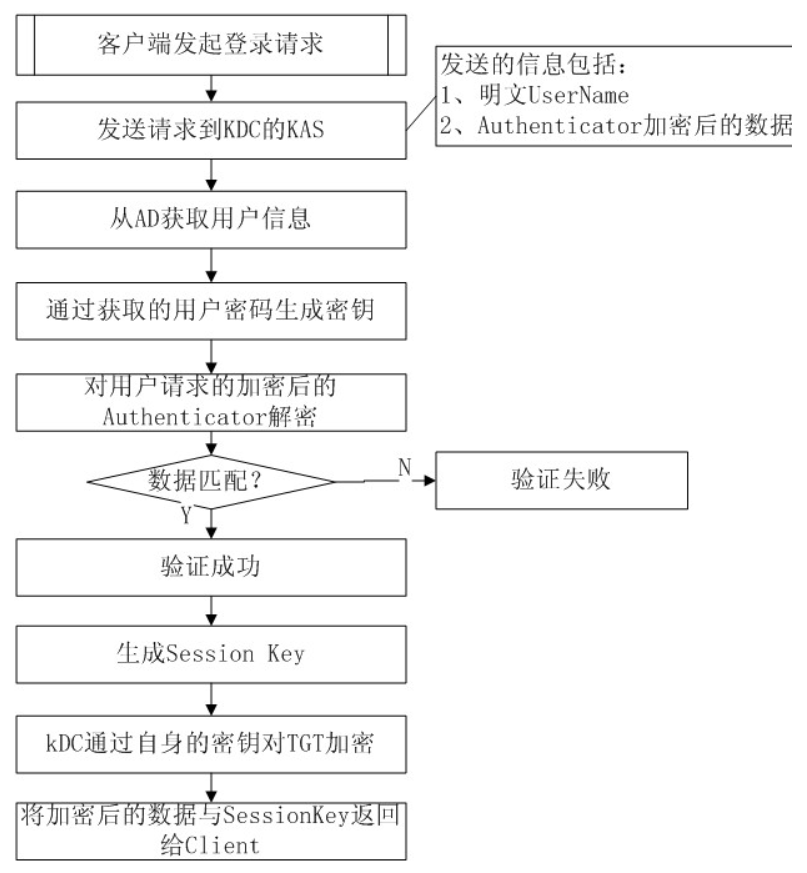 客户端发起登录请求
发送的信息包括：
1、明文UserName
2、Authenticator加密后的数据
发送请求到KDC的KAS
从AD获取用户信息
通过获取的用户密码生成密钥
对用户请求的加密后的
Authenticator解密
数据匹配？
N
验证失败
Y
验证成功
生成Session Key
kDC通过自身的密钥对TGT加密
将加密后的数据与SessionKey返回
给Client